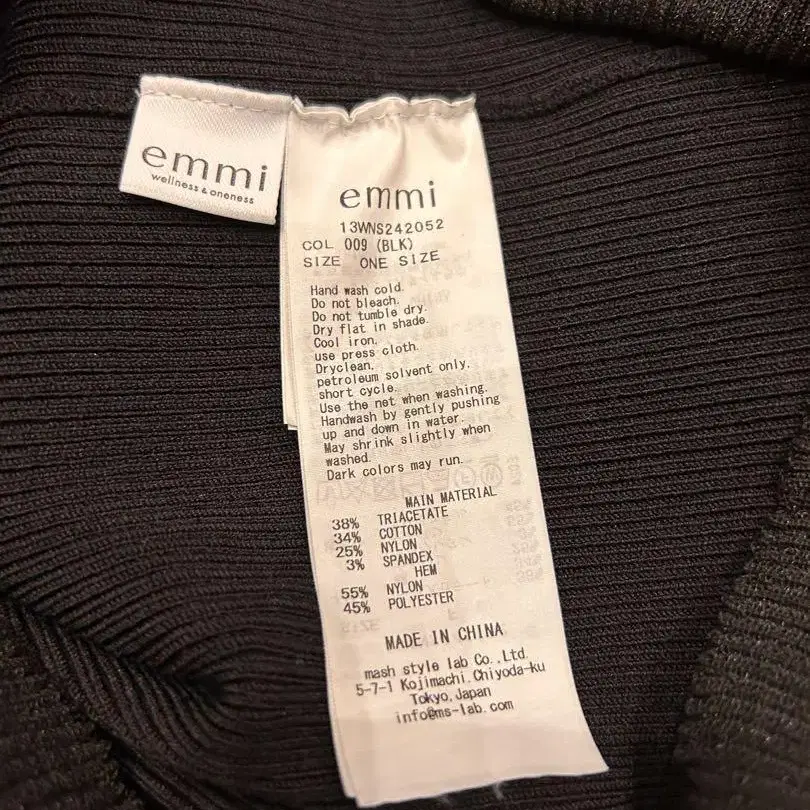 emmi
wellness & oneness
emmi
13WNS242052
COL 009 (BLK)
SIZE ONE SIZE
Hand wash cold.
Do not bleach.
Do not tumble dry.
Dry flat in shade.
Cool iron.
use press cloth.
Dryclean.
petroleum solvent only.
short cycle.
Use the net when washing.
Handwash by gently pushing
up and down in water.
May shrink slightly when
washed.
Dark colors may run.
MAIN MATERIAL
38% TRIACETATE
34% COTTON
25% NYLON
3% SPANDEX
HEM
55% NYLON
45% POLYESTER
MADE IN CHINA
mash style lab Co.,Ltd.
5-7-1 Kojimachi.Chiyoda-ku
Tokyo.Japan
info@ms-lab.com